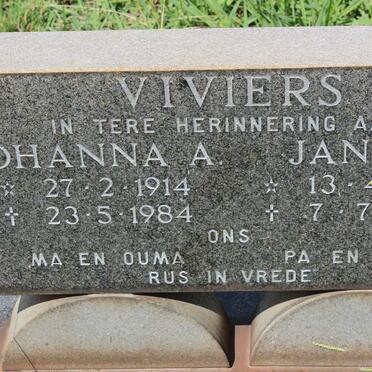 VIVIERS
IN TERE HERINNERING A
OHANNA A. JAN
☆ 27·2·1914 ☆ 13·4
✝ 23·5·1984 ✝ 7·7
ONS
MA EN OUMA PA EN
RUS IN VREDE